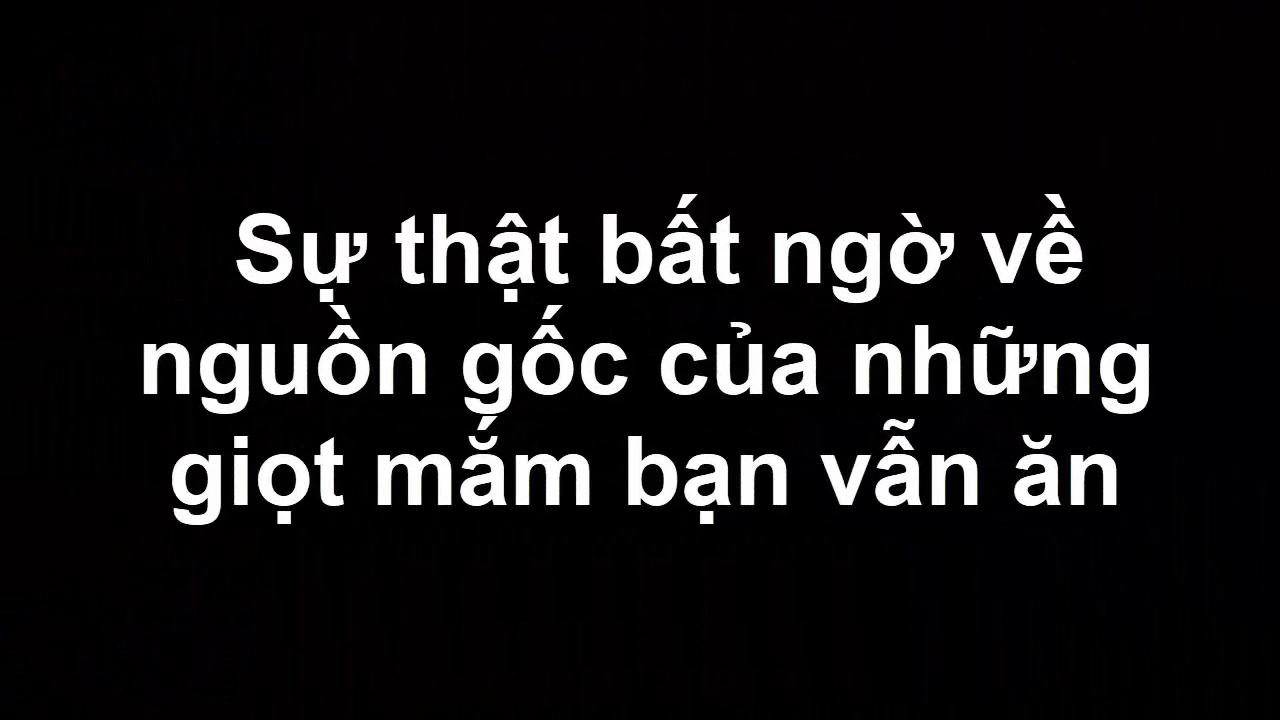 Sự thật bất ngờ về
nguồn gốc của những
giọt mắm bạn vẫn ăn